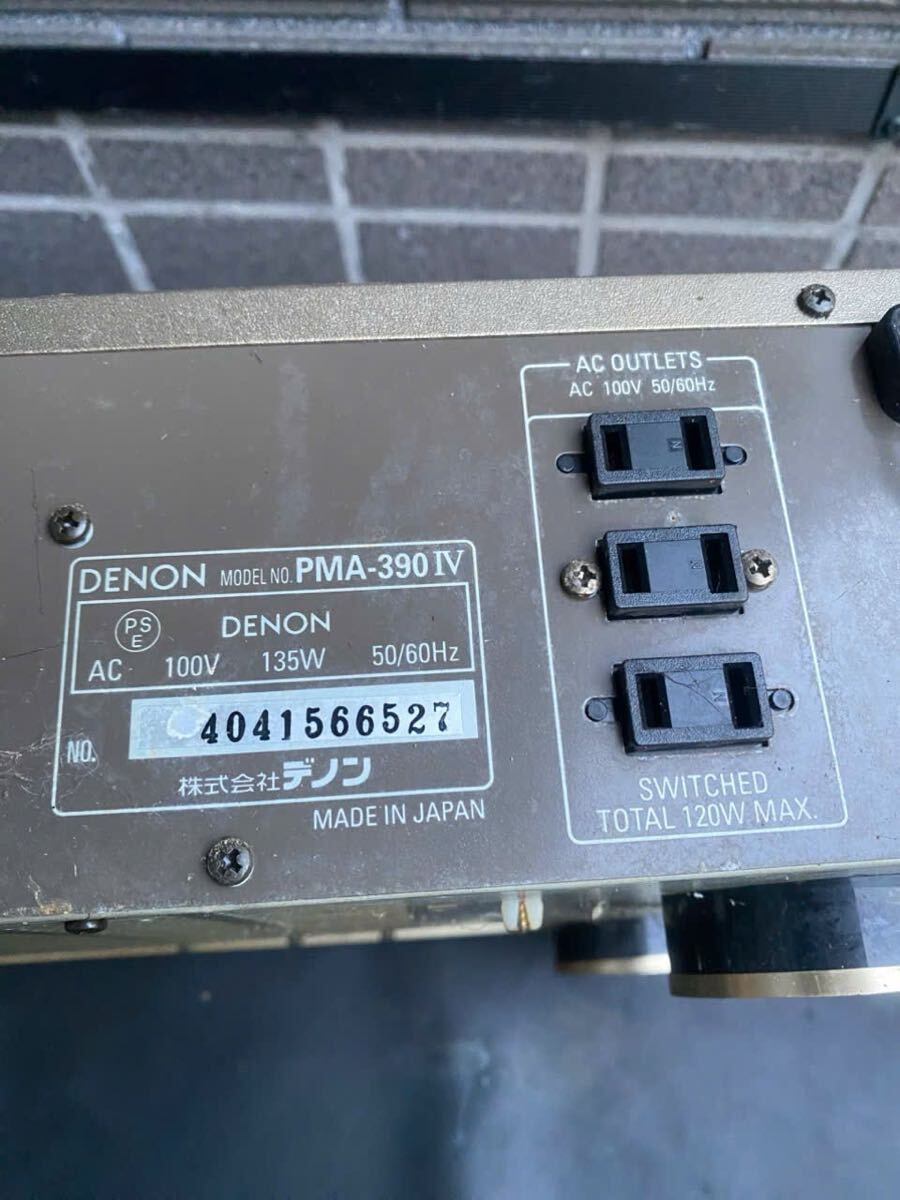 DENON MODEL NO. PMA-390 IV
PS
E
DENON
AC 100V 135W 50/60Hz
NO. 4041566527
株式会社デノン
MADE IN JAPAN
AC OUTLETS
AC 100V 50/60Hz
N
N
N
SWITCHED
TOTAL 120W MAX.